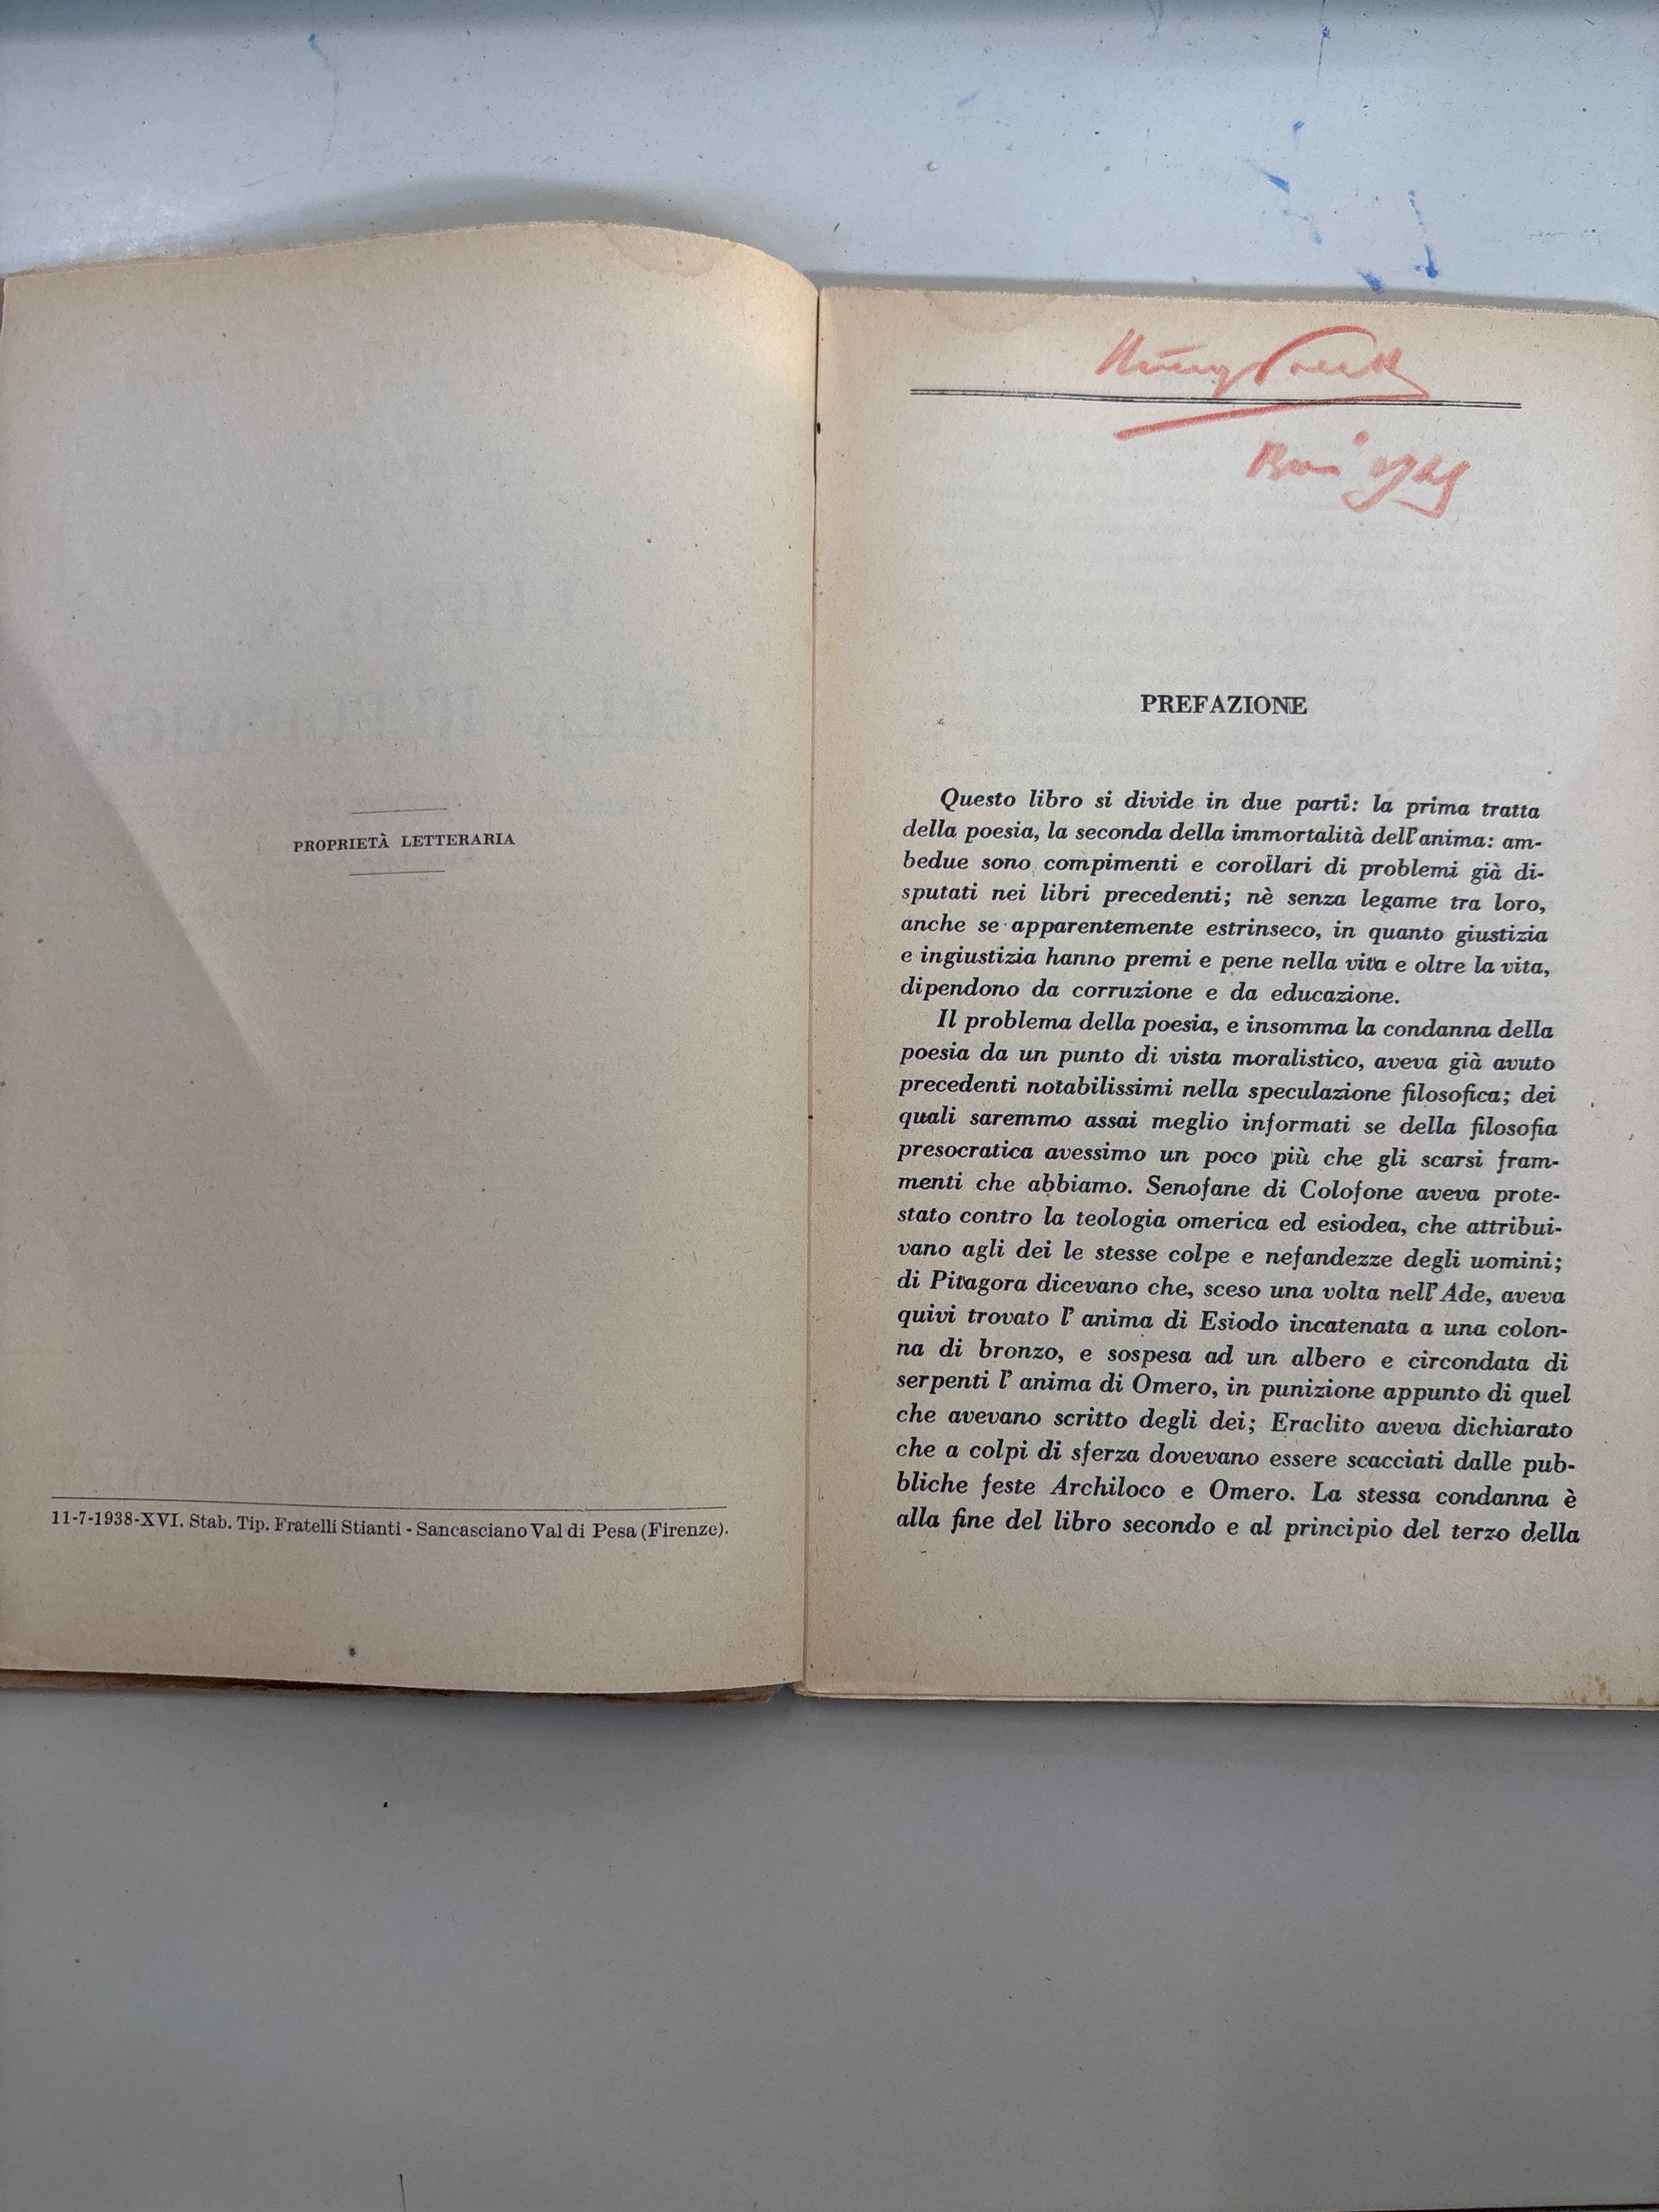 PROPRIETÀ LETTERARIA
11-7-1938-XVI. Stab. Tip. Fratelli Stianti - Sancasciano Val di Pesa (Firenze).
PREFAZIONE
Questo libro si divide in due parti: la prima tratta
della poesia, la seconda della immortalità dell'anima: am-
bedue sono compimenti e corollari di problemi già di-
sputati nei libri precedenti; nè senza legame tra loro,
anche se apparentemente estrinseco, in quanto giustizia
e ingiustizia hanno premi e pene nella vita e oltre la vita,
dipendono da corruzione e da educazione.
Il problema della poesia, e insomma la condanna della
poesia da un punto di vista moralistico, aveva già avuto
precedenti notabilissimi nella speculazione filosofica; dei
quali saremmo assai meglio informati se della filosofia
presocratica avessimo un poco più che gli scarsi fram-
menti che abbiamo. Senofane di Colofone aveva prote-
stato contro la teologia omerica ed esiodea, che attribui-
vano agli dei le stesse colpe e nefandezze degli uomini;
di Pitagora dicevano che, sceso una volta nell'Ade, aveva
quivi trovato l' anima di Esiodo incatenata a una colon-
na di bronzo, e sospesa ad un albero e circondata di
serpenti l' anima di Omero, in punizione appunto di quel
che avevano scritto degli dei; Eraclito aveva dichiarato
che a colpi di sferza dovevano essere scacciati dalle pub-
bliche feste Archiloco e Omero. La stessa condanna è
alla fine del libro secondo e al principio del terzo della